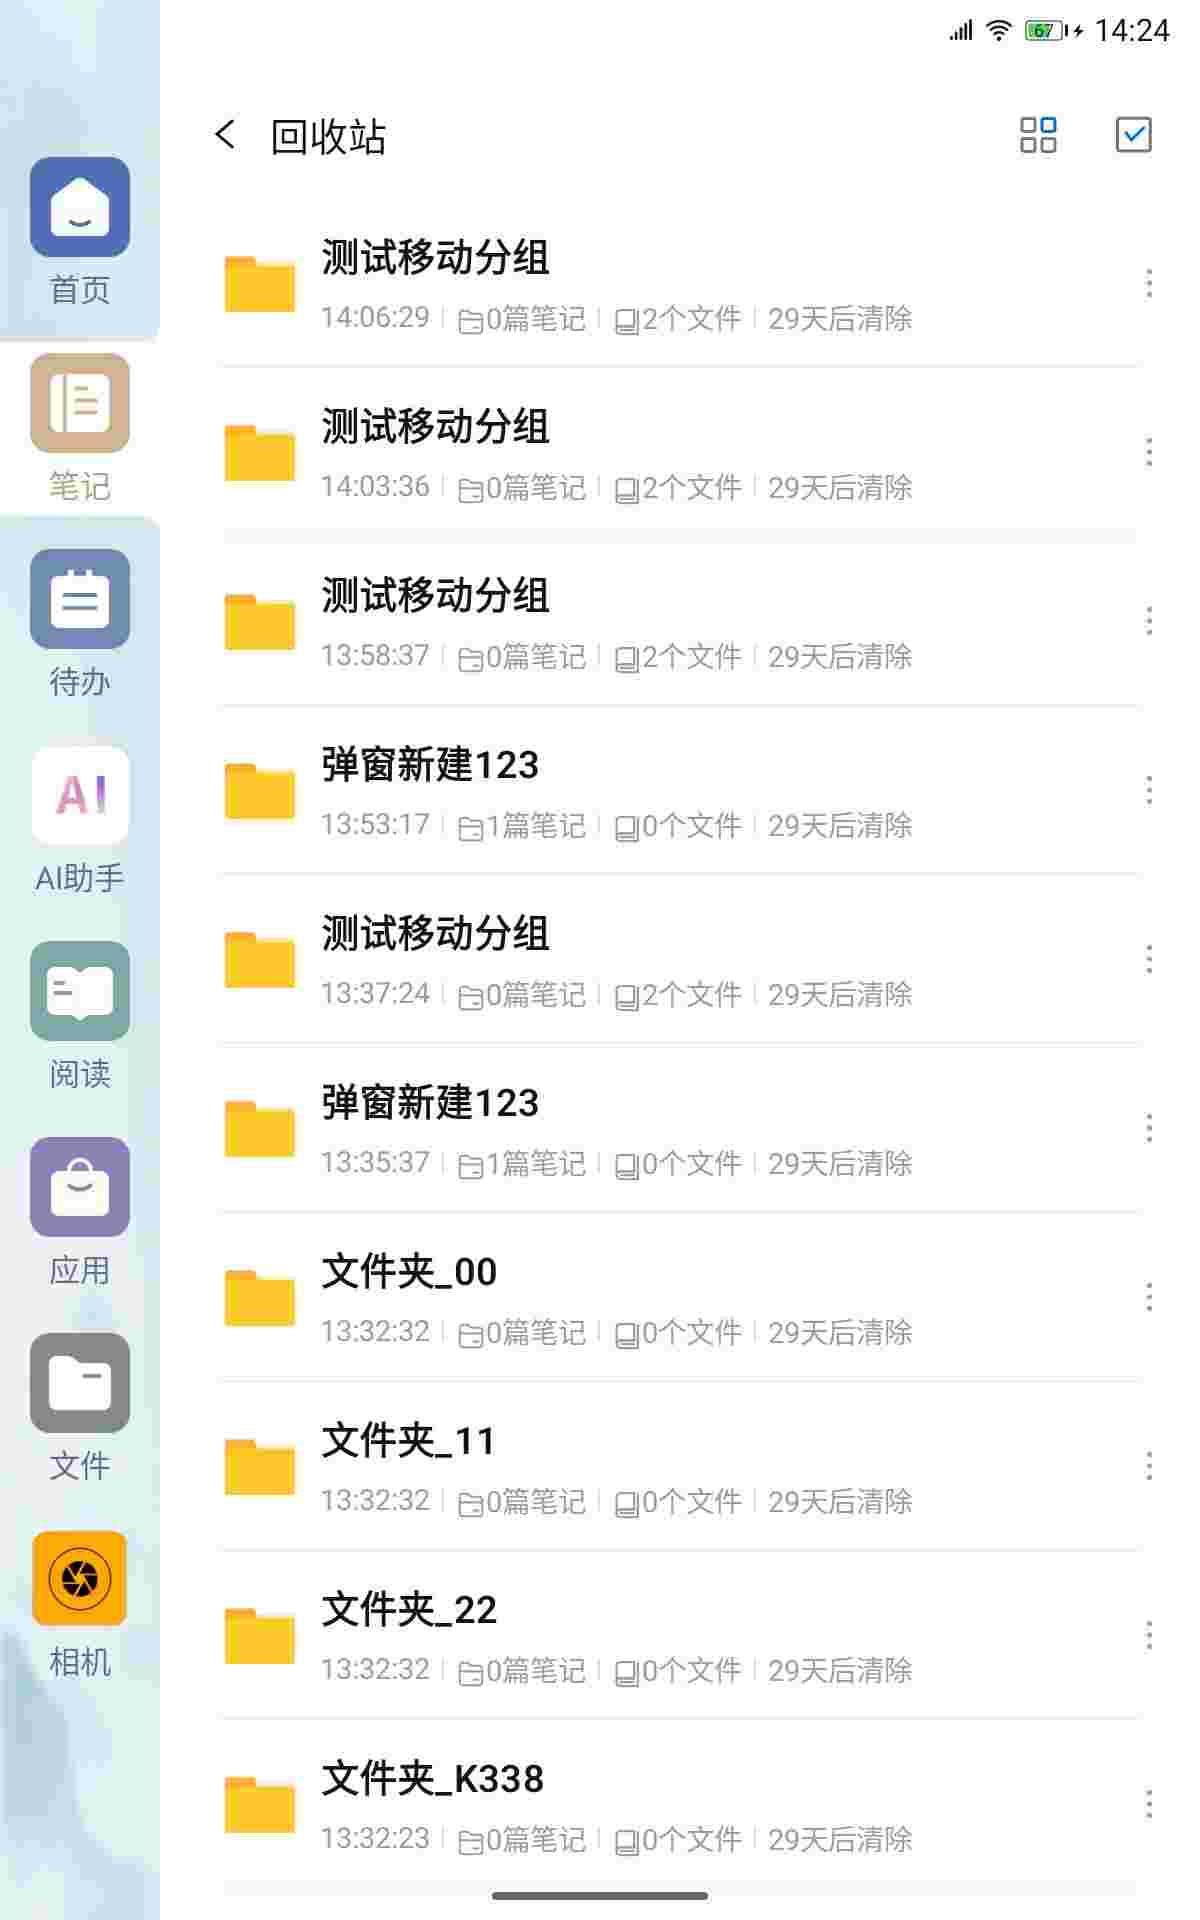 67 14:24
回收站
首页
笔记
待办
AI
AI助手
阅读
应用
文件
相机
测试移动分组
14:06:29 0篇笔记 2个文件 29天后清除
测试移动分组
14:03:36 0篇笔记 2个文件 29天后清除
测试移动分组
13:58:37 0篇笔记 2个文件 29天后清除
弹窗新建123
13:53:17 1篇笔记 0个文件 29天后清除
测试移动分组
13:37:24 0篇笔记 2个文件 29天后清除
弹窗新建123
13:35:37 1篇笔记 0个文件 29天后清除
文件夹_00
13:32:32 0篇笔记 0个文件 29天后清除
文件夹_11
13:32:32 0篇笔记 0个文件 29天后清除
文件夹_22
13:32:32 0篇笔记 0个文件 29天后清除
文件夹_K338
13:32:23 0篇笔记 0个文件 29天后清除